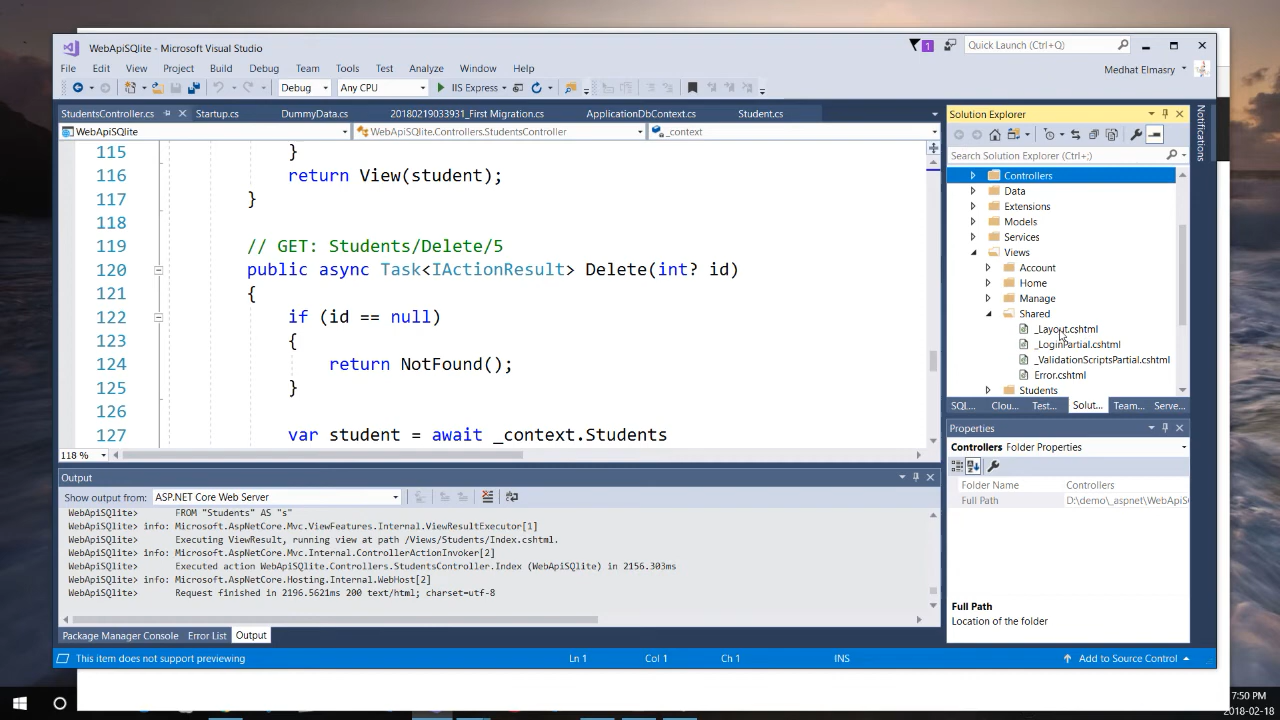 WebApiSQlite - Microsoft Visual Studio
1
Quick Launch (Ctrl+Q)
File Edit View Project Build Debug Team Tools Test Analyze Window Help
Medhat Elmasry
Debug Any CPU IIS Express
StudentsController.cs Startup.cs DummyData.cs 20180219033931_First Migration.cs ApplicationDbContext.cs Student.cs
WebApiSQlite WebApiSQlite.Controllers.StudentsController _context
115 }
116 return View(student);
117 }
118
119 // GET: Students/Delete/5
120 public async Task<IActionResult> Delete(int? id)
121 {
122 if (id == null)
123 {
124 return NotFound();
125 }
126
127 var student = await _context.Students
118 %
Solution Explorer
Search Solution Explorer (Ctrl+;)
Controllers
Data
Extensions
Models
Services
Views
Account
Home
Manage
Shared
_Layout.cshtml
_LoginPartial.cshtml
_ValidationScriptsPartial.cshtml
Error.cshtml
Students
SQL... Clou... Test... Solut... Team... Serve...
Notifications
Properties
Controllers Folder Properties
Folder Name Controllers
Full Path D:\demo\_aspnet\WebApiS
Full Path
Location of the folder
Output
Show output from: ASP.NET Core Web Server
WebApiSQlite> FROM "Students" AS "s"
WebApiSQlite> info: Microsoft.AspNetCore.Mvc.ViewFeatures.Internal.ViewResultExecutor[1]
WebApiSQlite> Executing ViewResult, running view at path /Views/Students/Index.cshtml.
WebApiSQlite> info: Microsoft.AspNetCore.Mvc.Internal.ControllerActionInvoker[2]
WebApiSQlite> Executed action WebApiSQlite.Controllers.StudentsController.Index (WebApiSQlite) in 2156.303ms
WebApiSQlite> info: Microsoft.AspNetCore.Hosting.Internal.WebHost[2]
WebApiSQlite> Request finished in 2196.5621ms 200 text/html; charset=utf-8
Package Manager Console Error List Output
This item does not support previewing Ln 1 Col 1 Ch 1 INS Add to Source Control
7:50 PM
2018-02-18